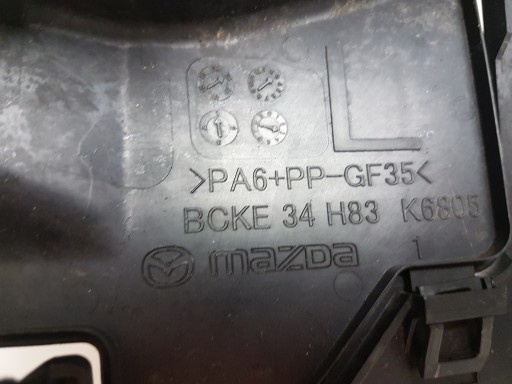 >PA6+PP-GF35<
BCKE 34 H83 K6805
mazda 1